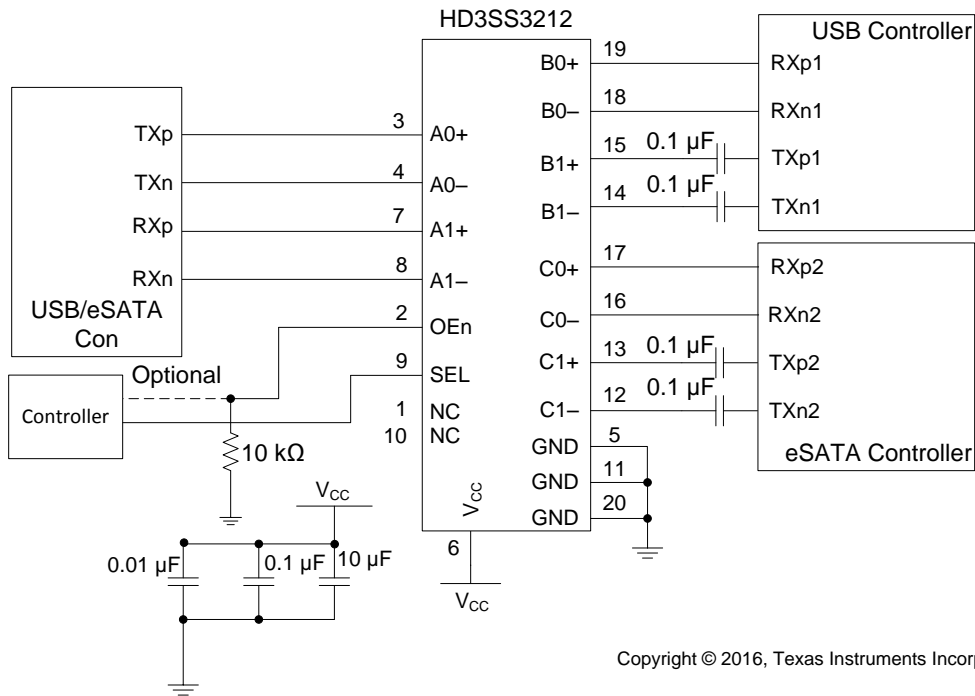 HD3SS3212
USB Controller
19
B0+
RXp1
18
B0–
RXn1
TXp
3
A0+
15
0.1 µF
B1+
TXp1
TXn
4
A0–
14
0.1 µF
B1–
TXn1
RXp
7
A1+
17
C0+
RXp2
RXn
8
A1–
16
C0–
RXn2
USB/eSATA
Con
2
OEn
13
0.1 µF
C1+
TXp2
Optional
9
SEL
12
0.1 µF
C1–
TXn2
Controller
1
NC
10
NC
5
GND
eSATA Controller
10 kΩ
11
GND
20
GND
VCC
VCC
6
VCC
0.01 µF
0.1 µF
10 µF
Copyright © 2016, Texas Instruments Incor